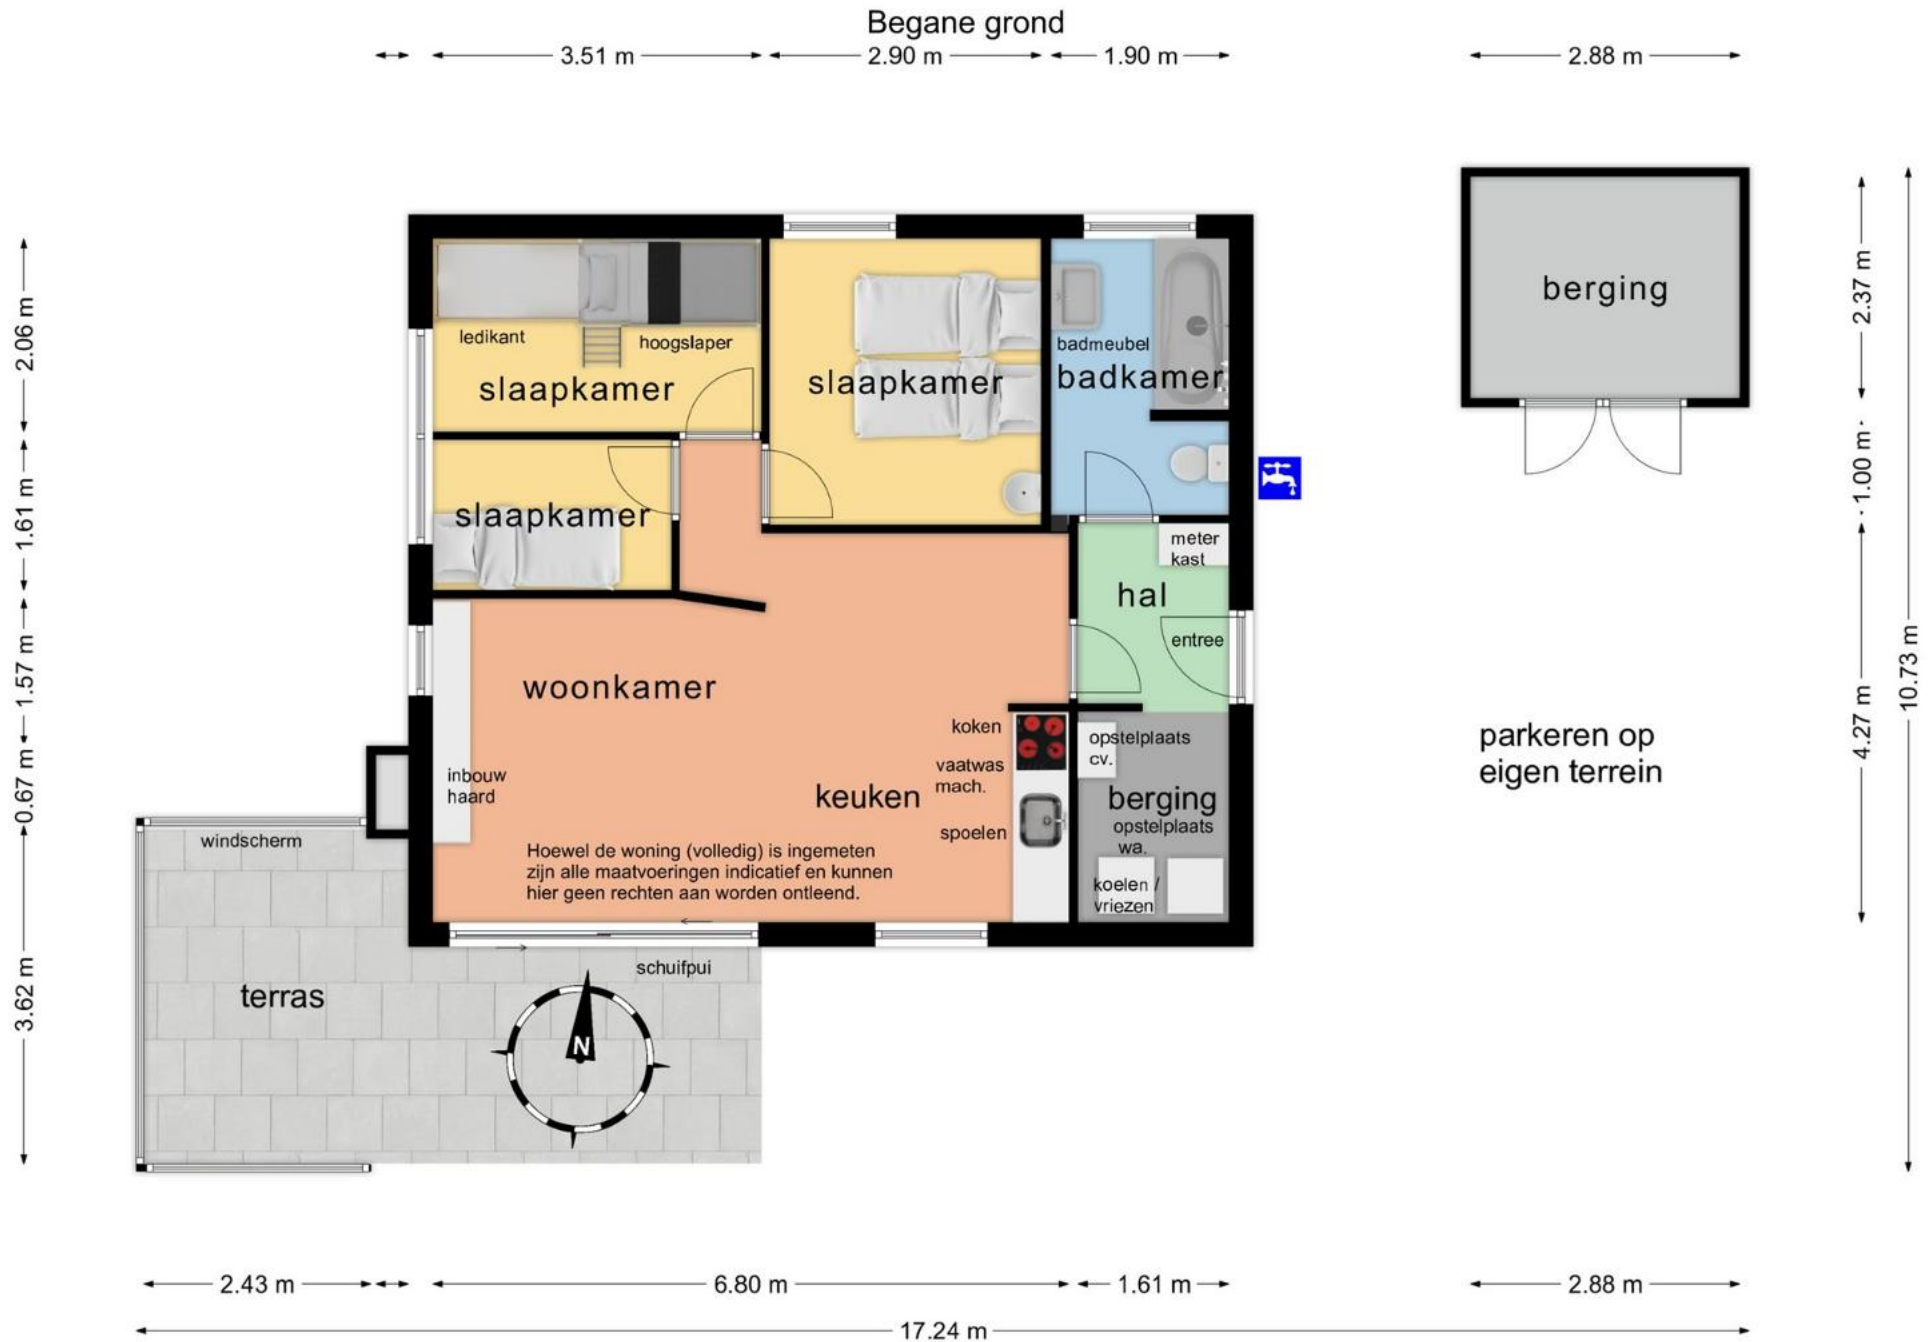 Begane grond
3.51 m
2.90 m
1.90 m
2.88 m
2.06 m
1.61 m
1.57 m
0.67 m
3.62 m
2.37 m
1.00 m
4.27 m
10.73 m
ledikant
hoogslaper
slaapkamer
slaapkamer
badmeubel
badkamer
berging
slaapkamer
meter
kast
hal
entree
woonkamer
koken
vaatwas
mach.
keuken
spoelen
inbouw
haard
opstelplaats
cv.
berging
opstelplaats
wa.
koelen /
vriezen
parkeren op
eigen terrein
Hoewel de woning (volledig) is ingemeten
zijn alle maatvoeringen indicatief en kunnen
hier geen rechten aan worden ontleend.
windscherm
schuifpui
terras
N
2.43 m
6.80 m
1.61 m
2.88 m
17.24 m